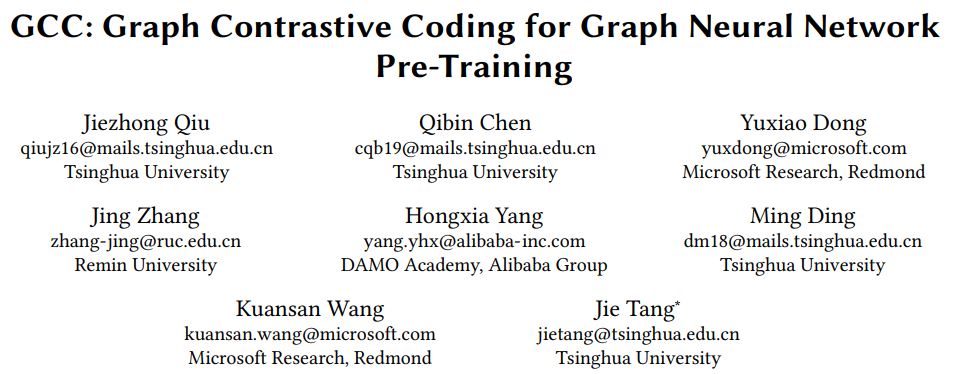 GCC: Graph Contrastive Coding for Graph Neural Network
Pre-Training
Jiezhong Qiu
qiujz16@mails.tsinghua.edu.cn
Tsinghua University
Qibin Chen
cqb19@mails.tsinghua.edu.cn
Tsinghua University
Yuxiao Dong
yuxdong@microsoft.com
Microsoft Research, Redmond
Jing Zhang
zhang-jing@ruc.edu.cn
Remin University
Hongxia Yang
yang.yhx@alibaba-inc.com
DAMO Academy, Alibaba Group
Ming Ding
dm18@mails.tsinghua.edu.cn
Tsinghua University
Kuansan Wang
kuansan.wang@microsoft.com
Microsoft Research, Redmond
Jie Tang*
jietang@tsinghua.edu.cn
Tsinghua University